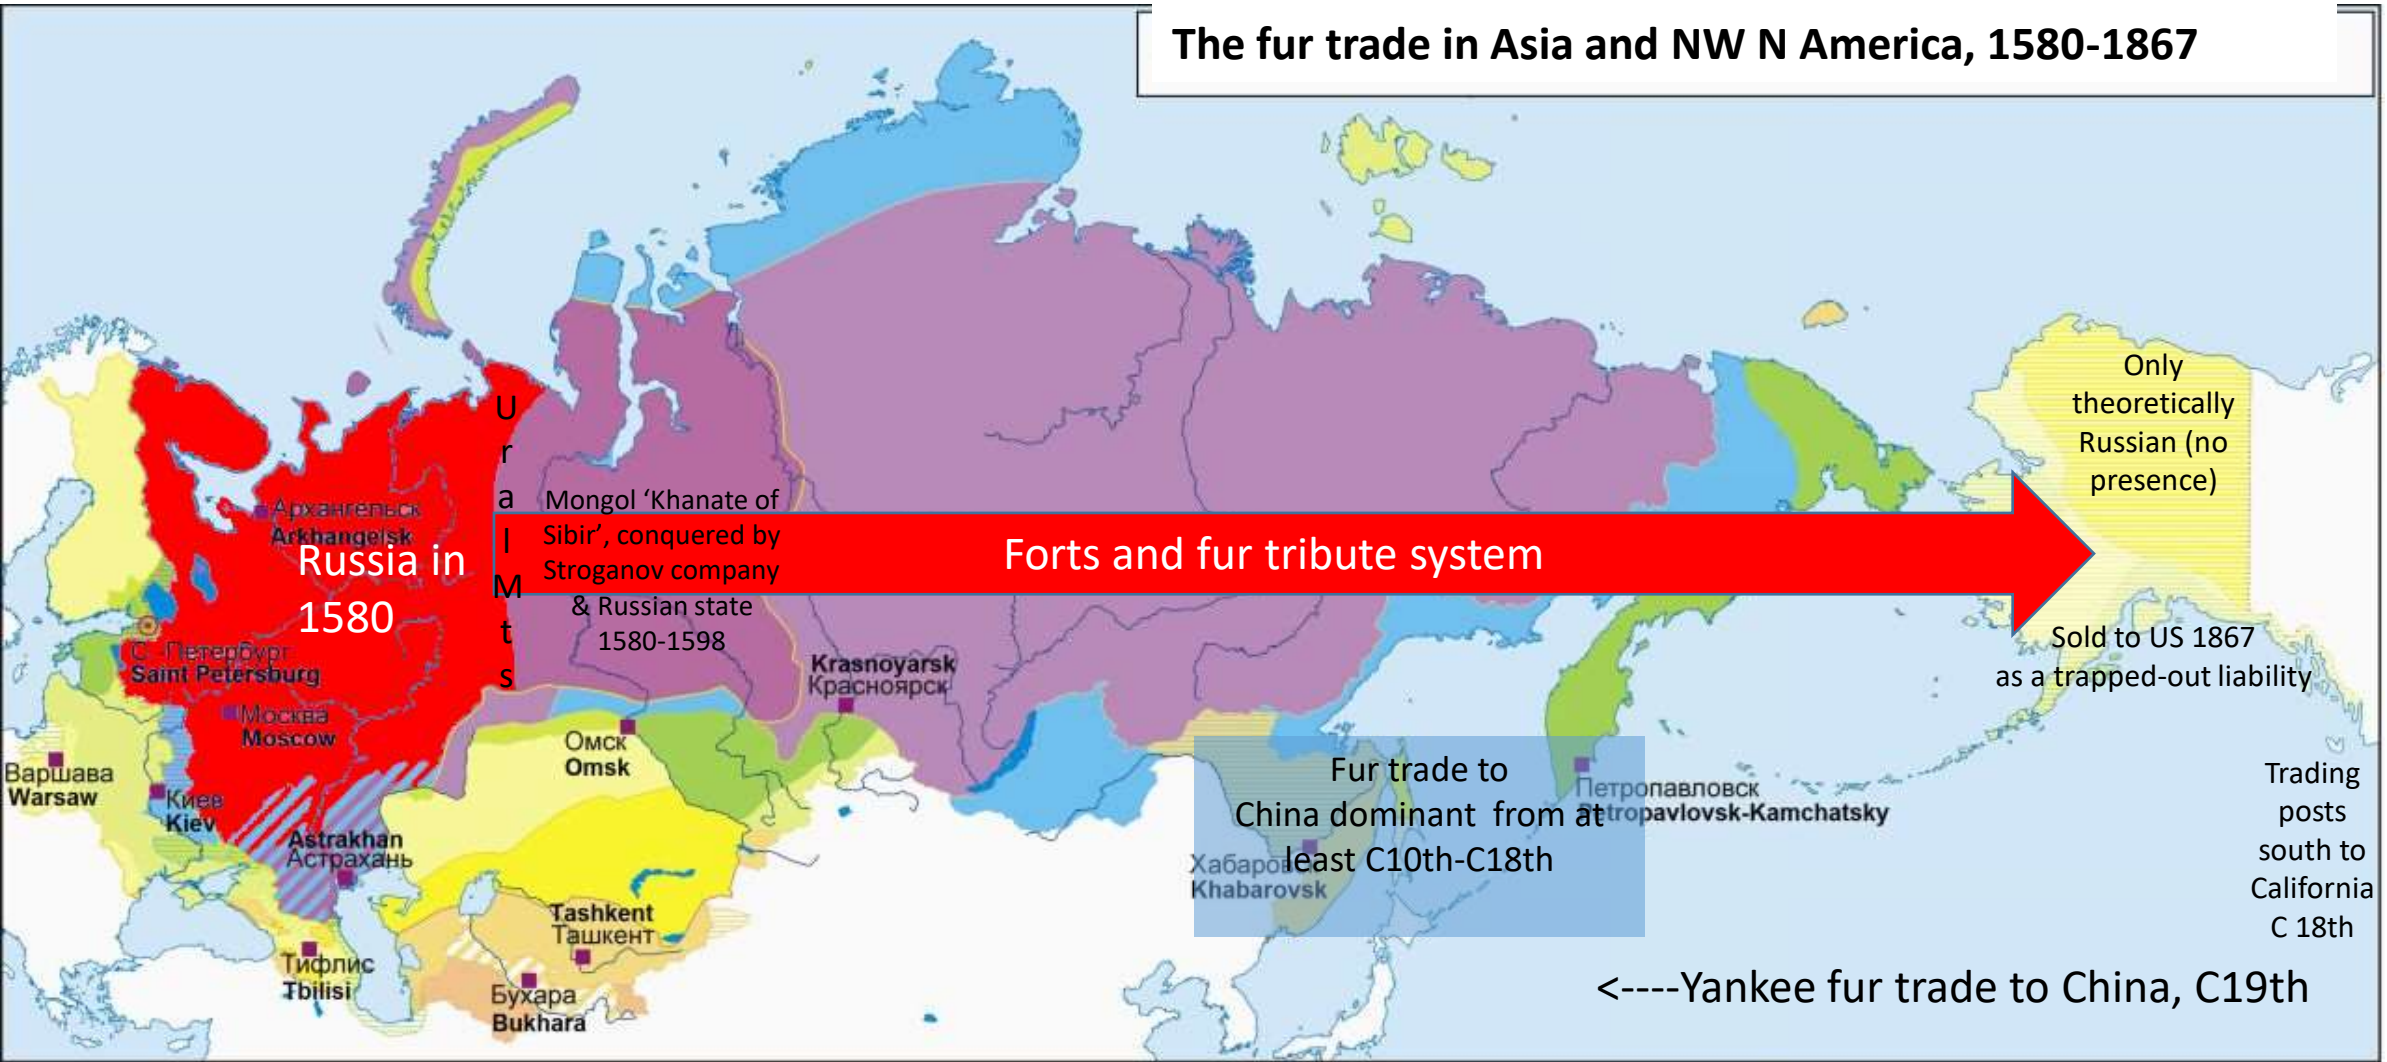 The fur trade in Asia and NW N America, 1580-1867
Only
theoretically
Russian (no
presence)
U
r
a
l
M
t
s
Mongol ‘Khanate of
Sibir’, conquered by
Stroganov company
& Russian state
1580-1598
Архангельск
Arkhangelsk
Russia in
1580
Forts and fur tribute system
Sold to US 1867
as a trapped-out liability
С -Петербург
Saint Petersburg
Москва
Moscow
Krasnoyarsk
Красноярск
Омск
Omsk
Варшава
Warsaw
Киев
Kiev
Astrakhan
Астрахань
Fur trade to
China dominant from at
least C10th-C18th
Петропавловск
Petropavlovsk-Kamchatsky
Хабаровск
Khabarovsk
Trading
posts
south to
California
C 18th
Tashkent
Ташкент
Тифлис
Tbilisi
Бухара
Bukhara
<----Yankee fur trade to China, C19th